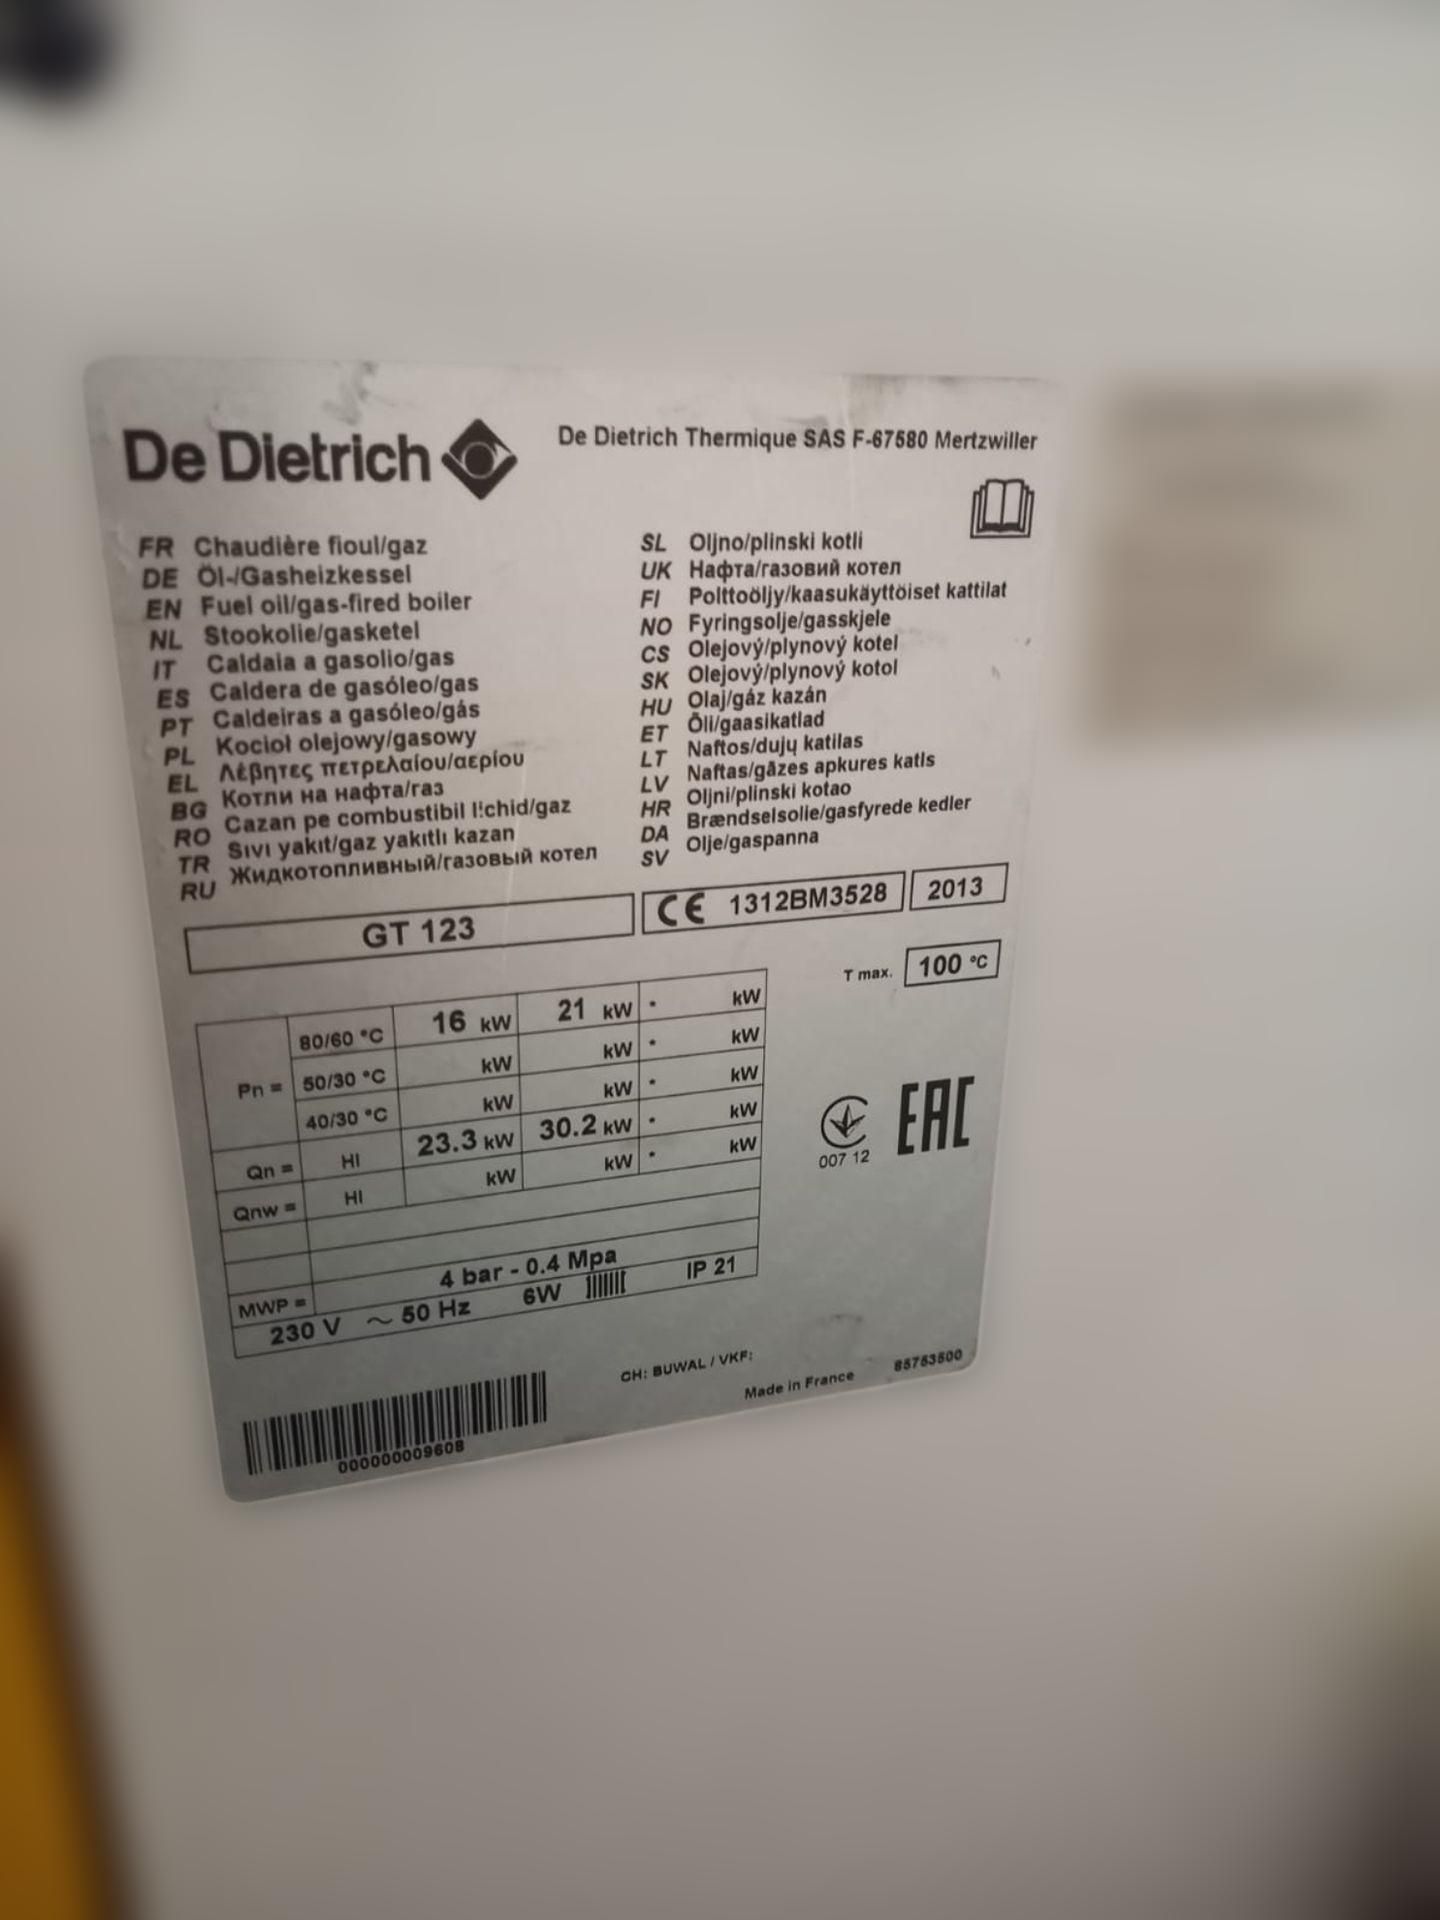 De Dietrich
De Dietrich Thermique SAS F-67580 Mertzwiller
FR Chaudière fioul/gaz
DE Öl-/Gasheizkessel
EN Fuel oil/gas-fired boiler
NL Stookolie/gasketel
IT Caldaia a gasolio/gas
ES Caldera de gasóleo/gas
PT Caldeiras a gasóleo/gás
PL Kocioł olejowy/gasowy
EL Λέβητες πετρελαίου/αερίου
BG Котли на нафта/газ
RO Cazan pe combustibil l!chid/gaz
TR Sıvı yakıt/gaz yakıtlı kazan
RU Жидкотопливный/газовый котел
SL Oljno/plinski kotli
UK Нафта/газовий котел
FI Polttoöljy/kaasukäyttöiset kattilat
NO Fyringsolje/gasskjele
CS Olejový/plynový kotel
SK Olejový/plynový kotol
HU Olaj/gáz kazán
ET Õli/gaasikatlad
LT Naftos/dujų katilas
LV Naftas/gāzes apkures katls
HR Oljni/plinski kotao
DA Brændselsolie/gasfyrede kedler
SV Olje/gaspanna
GT 123
CE 1312BM3528 2013
T max. 100 °C
Pn = 80/60 °C 16 kW 21 kW * kW
50/30 °C kW kW * kW
40/30 °C kW kW * kW
Qn = HI 23.3 kW 30.2 kW * kW
Qnw = HI kW kW * kW
MWP = 4 bar - 0.4 Mpa
230 V ~ 50 Hz 6W IP 21
007 12
EAC
CH: BUWAL / VKF:
Made in France 85753500
000000009608